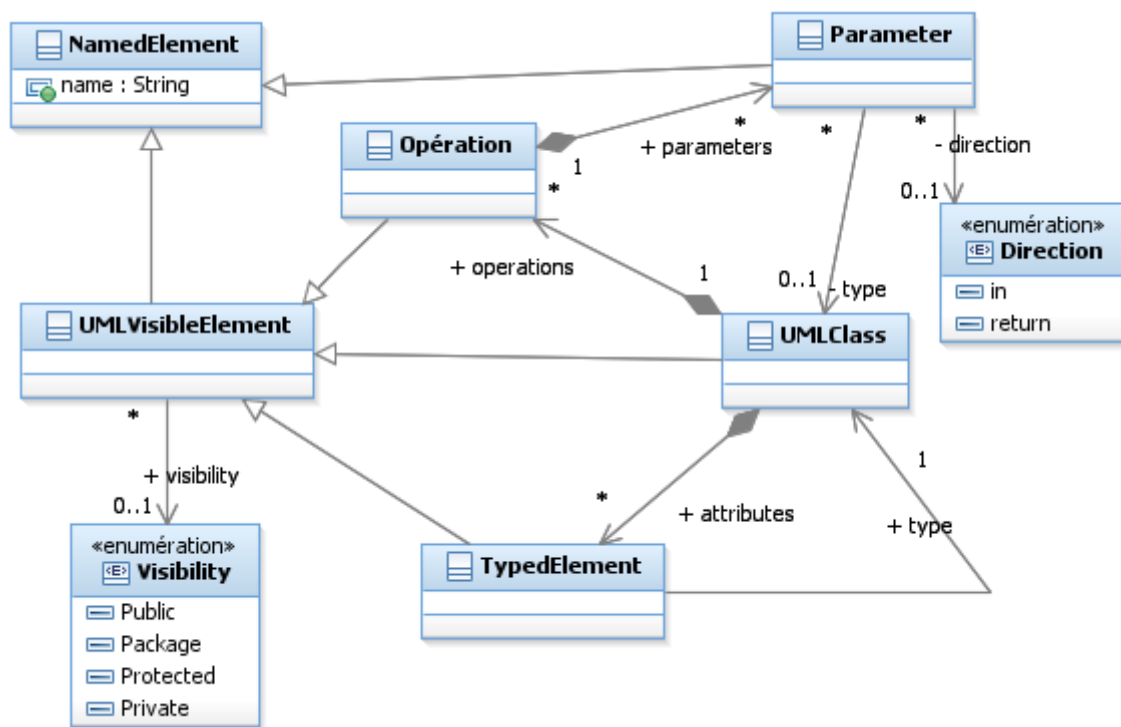 NamedElement
name : String
Parameter
Opération
1
*
+ parameters
*
*
*
- direction
0..1
«enumération»
Direction
in
return
+ operations
1
0..1
- type
UMLVisibleElement
UMLClass
*
+ visibility
0..1
«enumération»
Visibility
Public
Package
Protected
Private
*
+ attributes
1
+ type
TypedElement